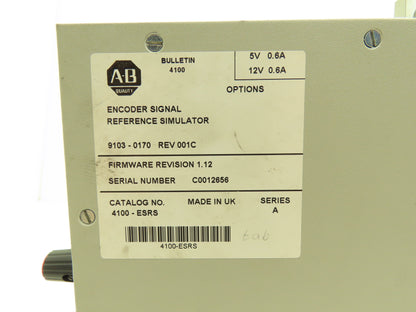 A-B
QUALITY
BULLETIN
4100
5V 0.6A
12V 0.6A
OPTIONS
ENCODER SIGNAL
REFERENCE SIMULATOR
9103 - 0170 REV 001C
FIRMWARE REVISION 1.12
SERIAL NUMBER C0012656
CATALOG NO. MADE IN UK SERIES
4100 - ESRS A
4100-ESRS